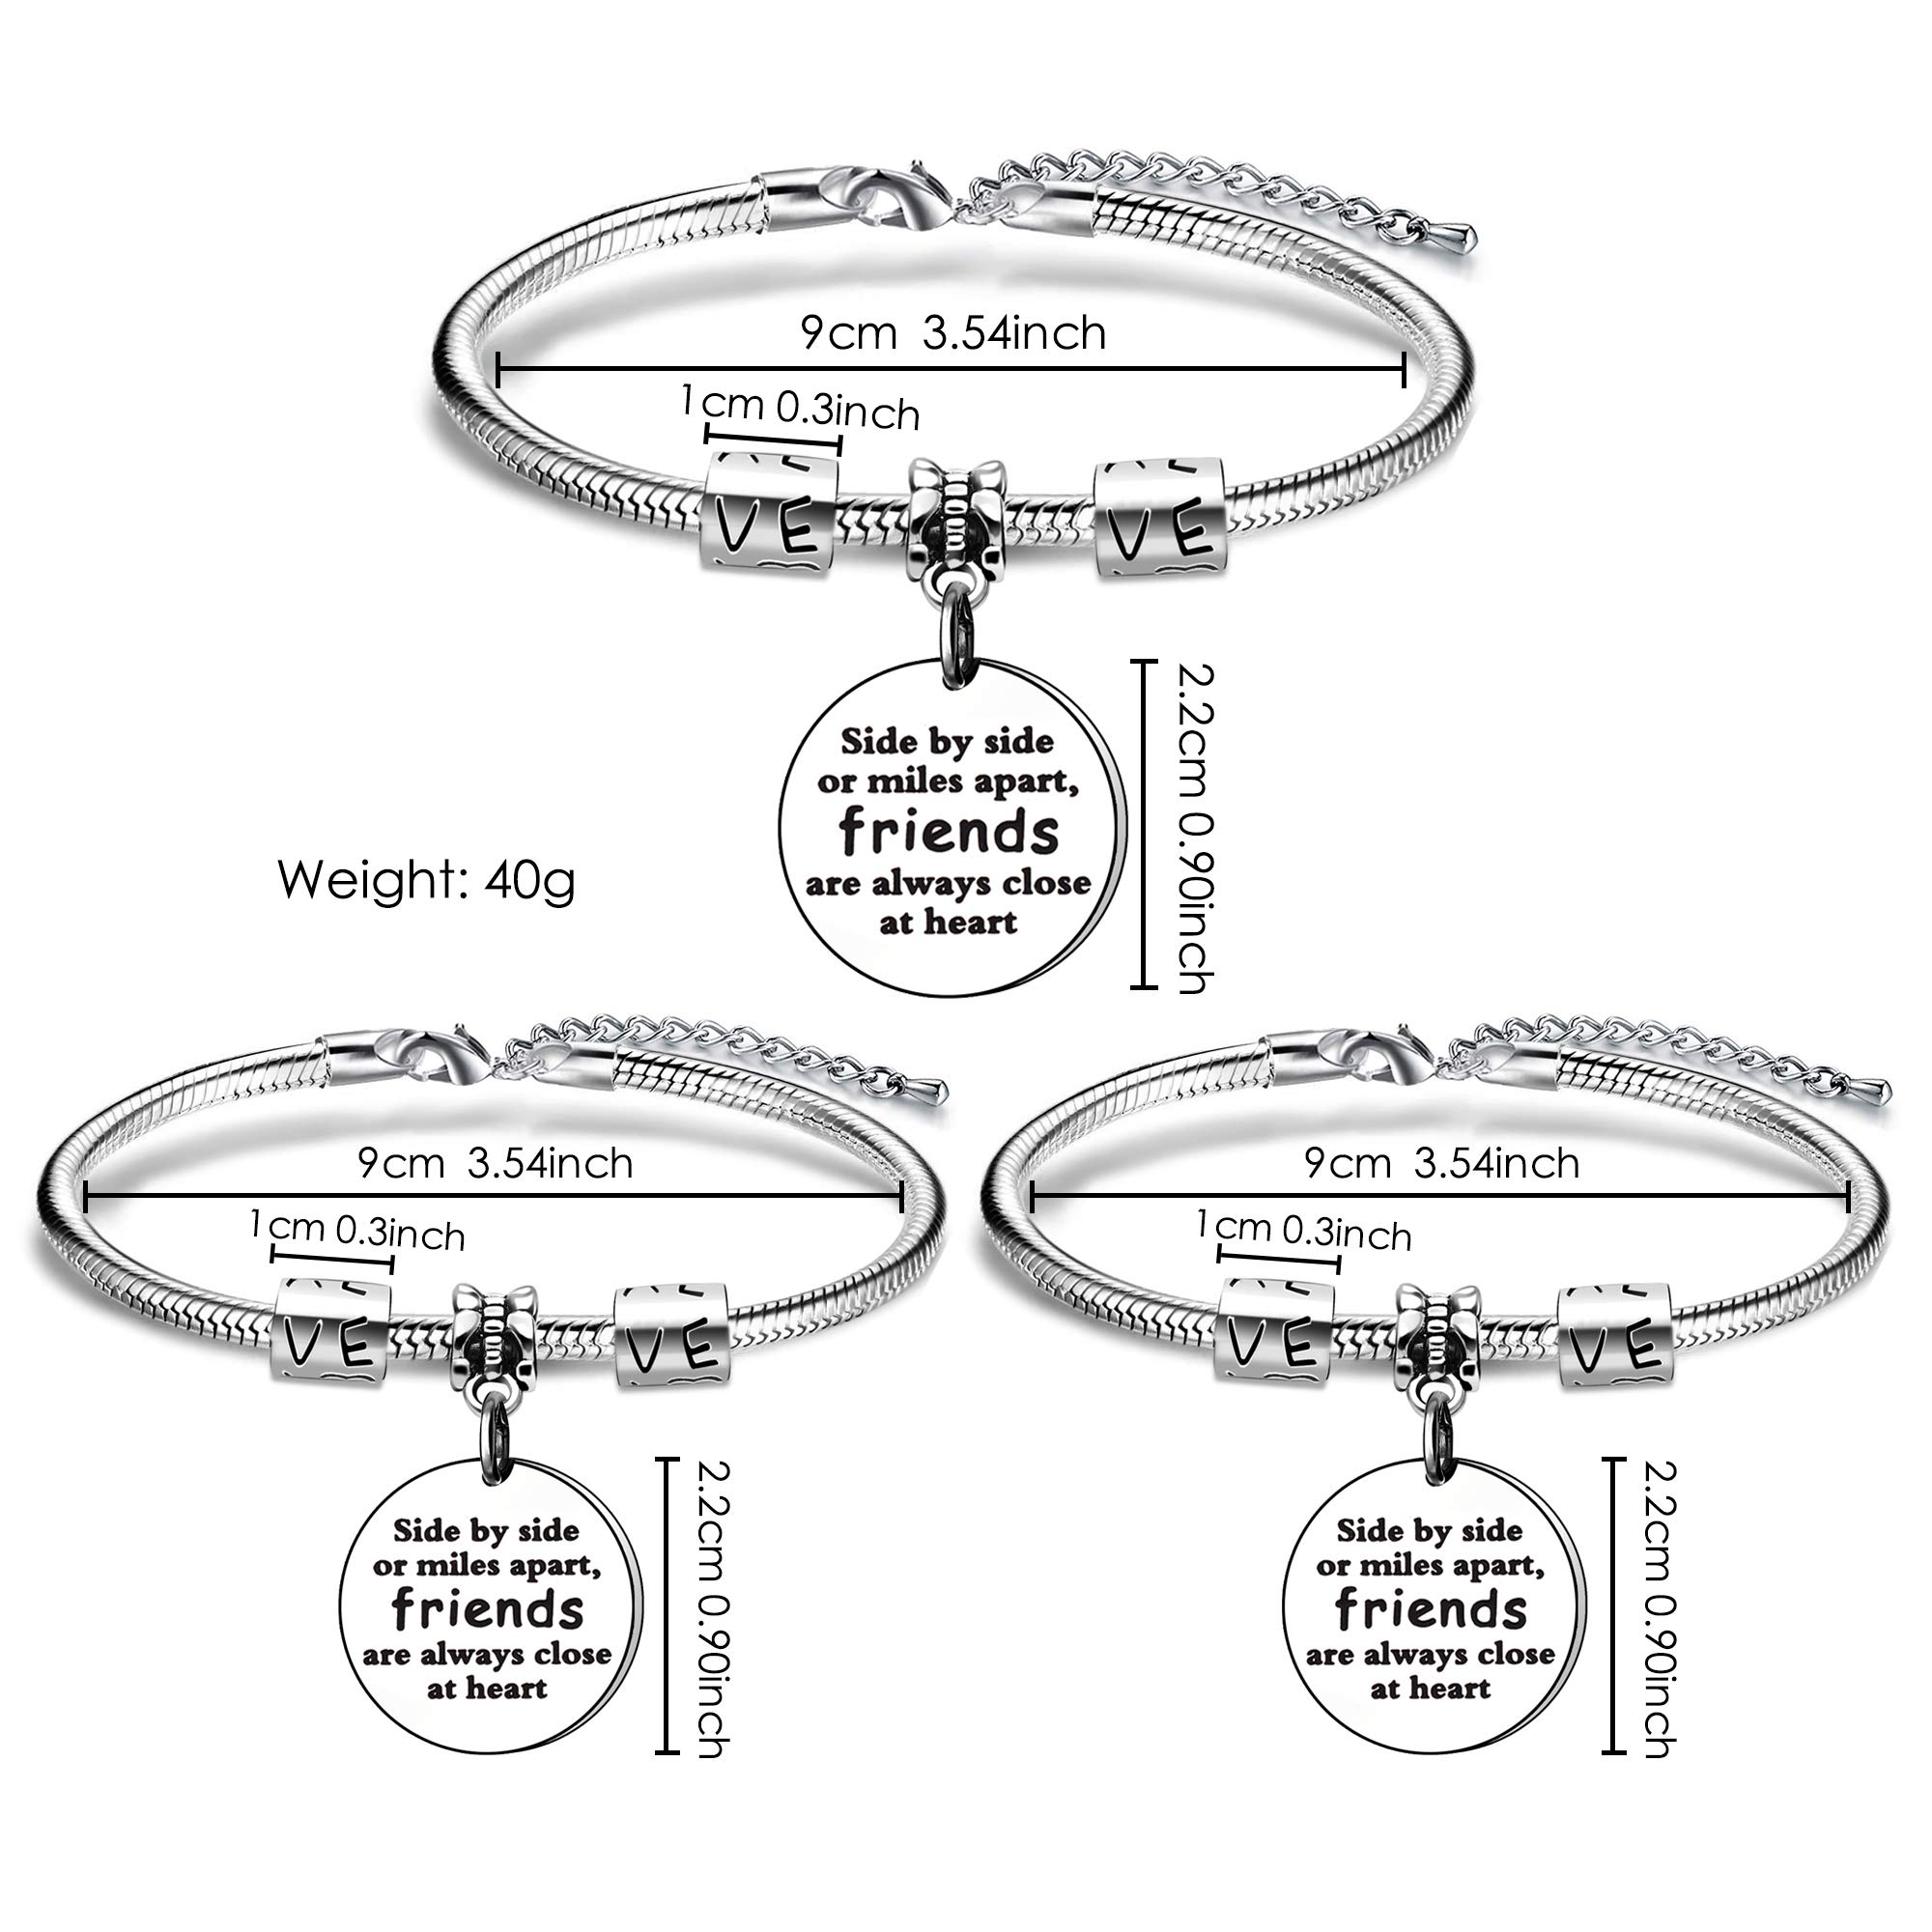 9cm 3.54inch
1cm 0.3inch
VE
VE
Side by side
or miles apart,
friends
are always close
at heart
2.2cm 0.90inch
Weight: 40g
9cm 3.54inch
1cm 0.3inch
VE
VE
Side by side
or miles apart,
friends
are always close
at heart
2.2cm 0.90inch
9cm 3.54inch
1cm 0.3inch
VE
VE
Side by side
or miles apart,
friends
are always close
at heart
2.2cm 0.90inch